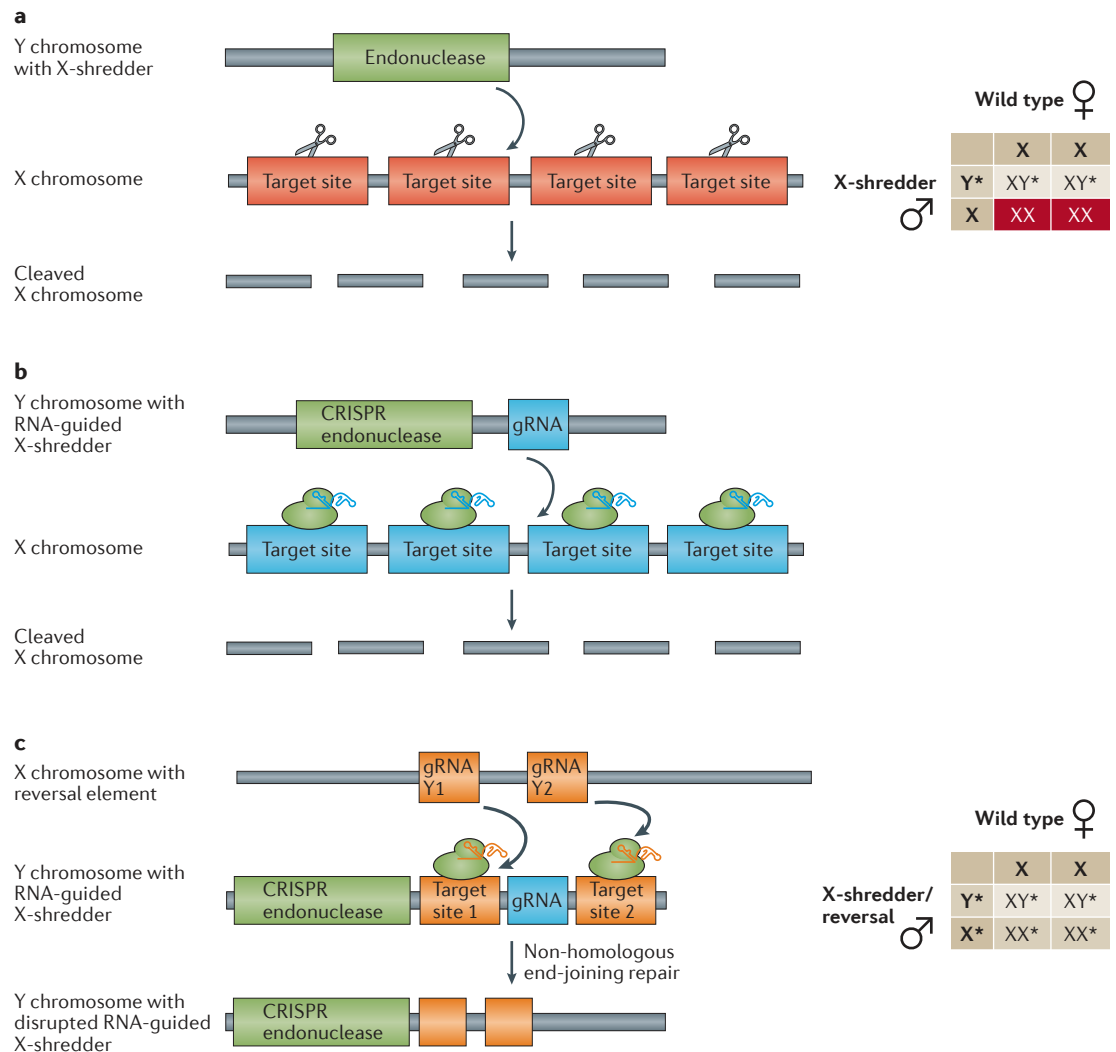 a
Y chromosome
with X-shredder
Endonuclease
X chromosome
Target site Target site Target site Target site
Cleaved
X chromosome
Wild type ♀
X X
X-shredder
♂
Y* XY* XY*
X XX XX
b
Y chromosome with
RNA-guided
X-shredder
CRISPR
endonuclease
gRNA
X chromosome
Target site Target site Target site Target site
Cleaved
X chromosome
c
X chromosome with
reversal element
gRNA
Y1
gRNA
Y2
Y chromosome with
RNA-guided
X-shredder
CRISPR
endonuclease
Target
site 1
gRNA
Target
site 2
Non-homologous
end-joining repair
Y chromosome with
disrupted RNA-guided
X-shredder
CRISPR
endonuclease
Wild type ♀
X X
X-shredder/
reversal ♂
Y* XY* XY*
X* XX* XX*